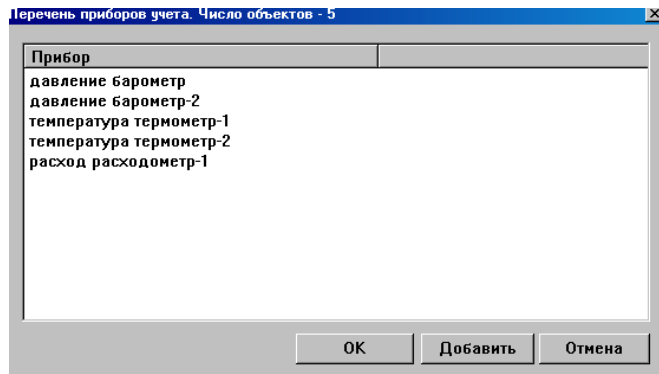 Перечень приборов учета. Число объектов - 5
Прибор
давление барометр
давление барометр-2
температура термометр-1
температура термометр-2
расход расходометр-1
OK Добавить Отмена